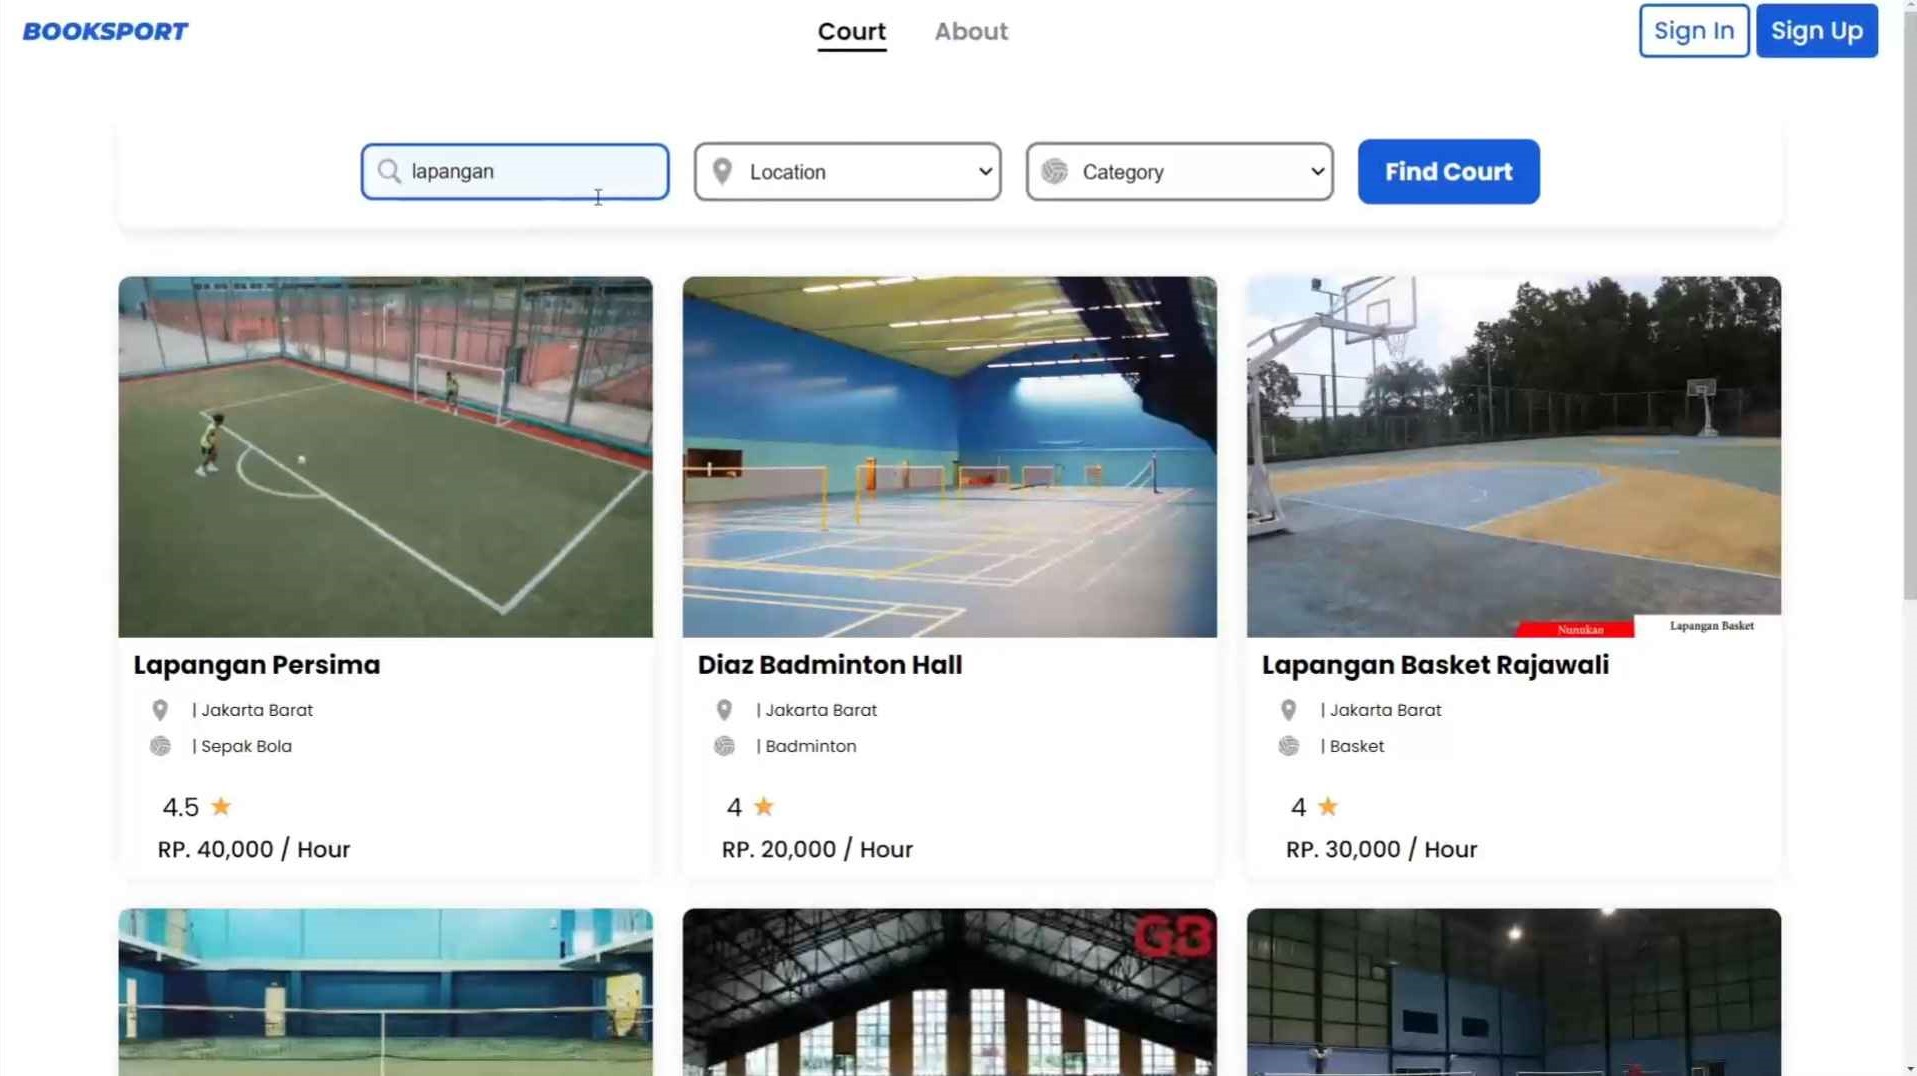 BOOKSPORT
Court
About
Sign In
Sign Up
lapangan
Location
Category
Find Court
Nunukan
Lapangan Basket
Lapangan Persima
| Jakarta Barat
| Sepak Bola
4.5
RP. 40,000 / Hour
Diaz Badminton Hall
| Jakarta Barat
| Badminton
4
RP. 20,000 / Hour
Lapangan Basket Rajawali
| Jakarta Barat
| Basket
4
RP. 30,000 / Hour
GB